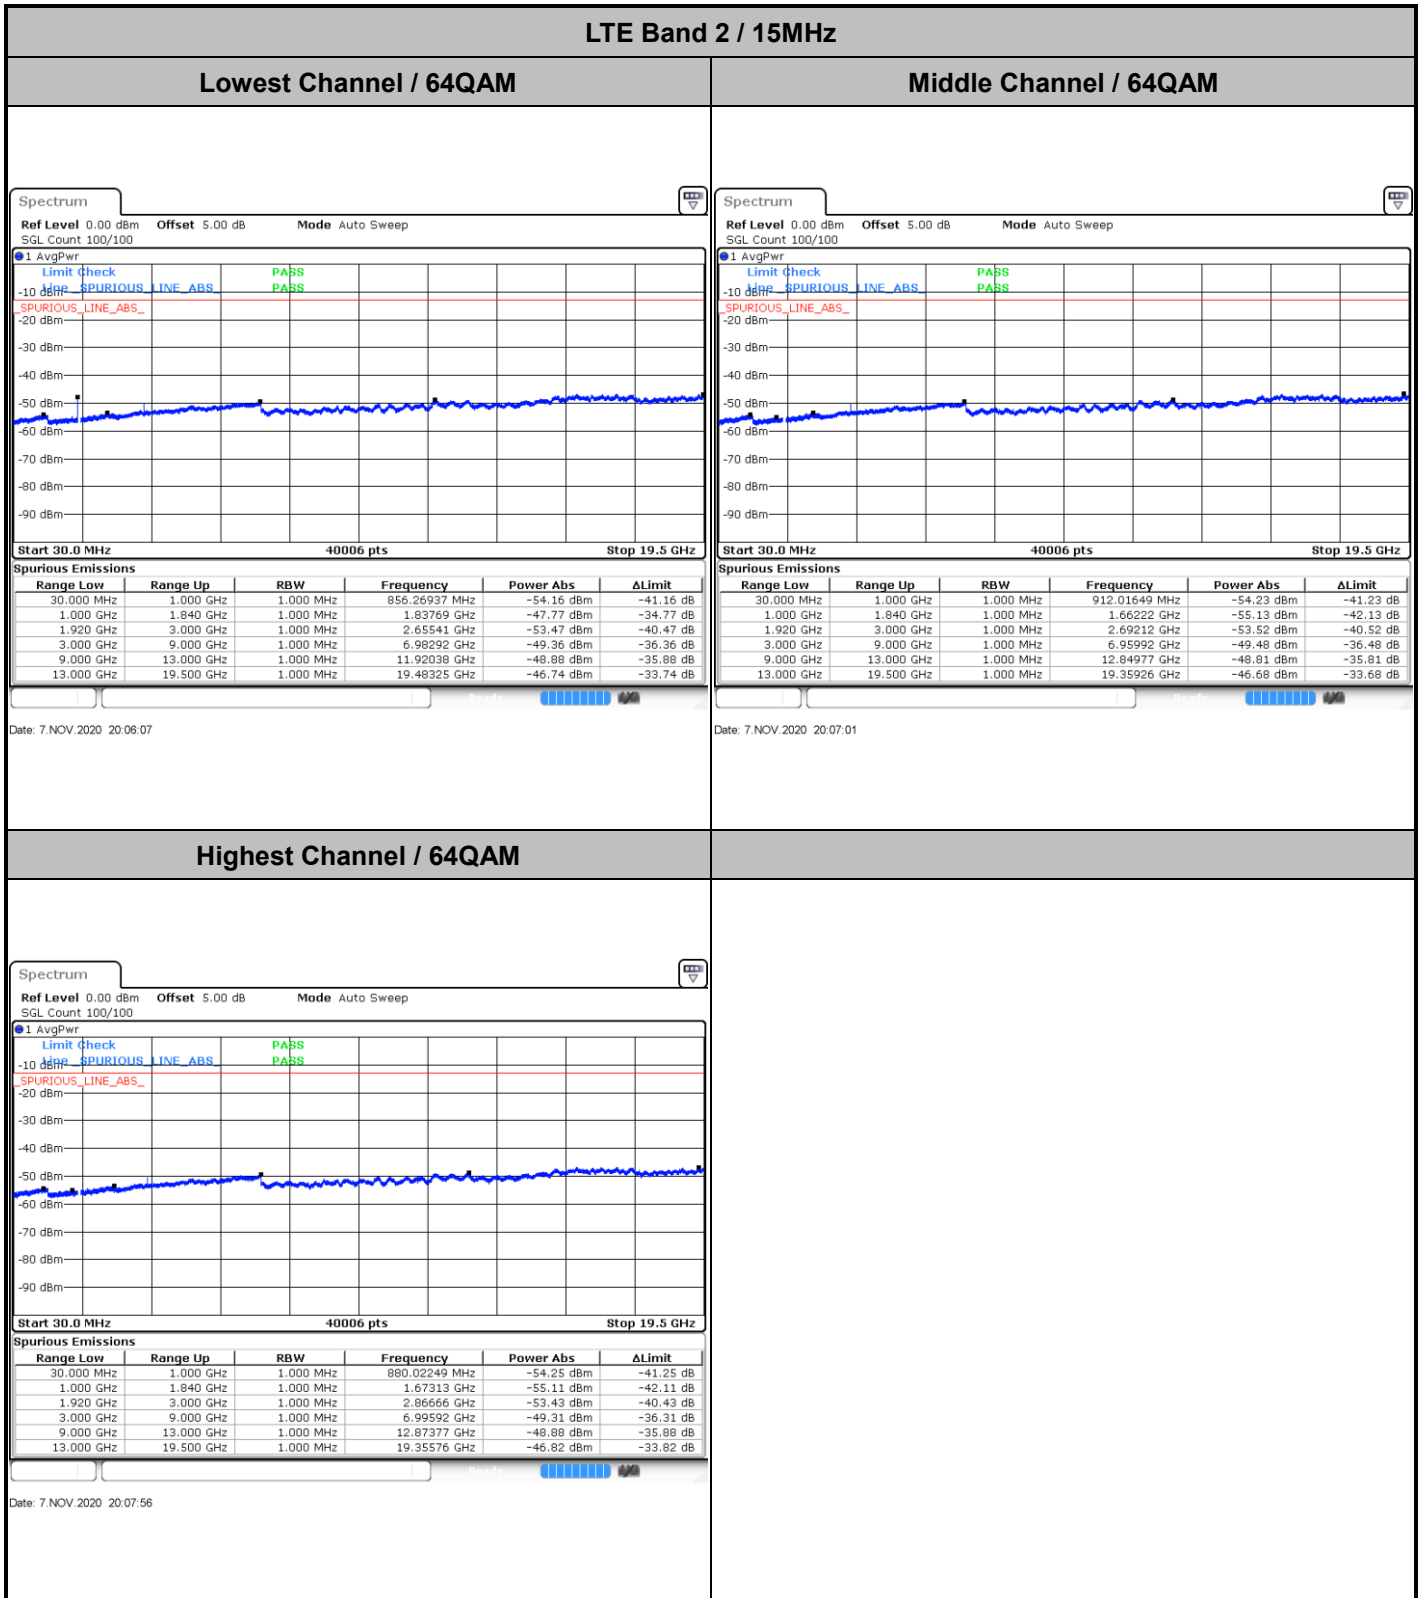 LTE Band 2 / 15MHz
Lowest Channel / 64QAM
Middle Channel / 64QAM
Spectrum
Ref Level 0.00 dBm Offset 5.00 dB Mode Auto Sweep
SGL Count 100/100
1 AvgPwr
Limit Check PASS
Line _SPURIOUS_LINE_ABS_ PASS
-10 dBm
_SPURIOUS_LINE_ABS_
-20 dBm
-30 dBm
-40 dBm
-50 dBm
-60 dBm
-70 dBm
-80 dBm
-90 dBm
Start 30.0 MHz 40006 pts Stop 19.5 GHz
Spurious Emissions
Range Low Range Up RBW Frequency Power Abs ΔLimit
30.000 MHz 1.000 GHz 1.000 MHz 856.26937 MHz -54.16 dBm -41.16 dB
1.000 GHz 1.840 GHz 1.000 MHz 1.83769 GHz -47.77 dBm -34.77 dB
1.920 GHz 3.000 GHz 1.000 MHz 2.65541 GHz -53.47 dBm -40.47 dB
3.000 GHz 9.000 GHz 1.000 MHz 6.98292 GHz -49.36 dBm -36.36 dB
9.000 GHz 13.000 GHz 1.000 MHz 11.92038 GHz -48.88 dBm -35.88 dB
13.000 GHz 19.500 GHz 1.000 MHz 19.48325 GHz -46.74 dBm -33.74 dB
Ready
Date: 7.NOV.2020 20:06:07
Spectrum
Ref Level 0.00 dBm Offset 5.00 dB Mode Auto Sweep
SGL Count 100/100
1 AvgPwr
Limit Check PASS
Line _SPURIOUS_LINE_ABS_ PASS
-10 dBm
_SPURIOUS_LINE_ABS_
-20 dBm
-30 dBm
-40 dBm
-50 dBm
-60 dBm
-70 dBm
-80 dBm
-90 dBm
Start 30.0 MHz 40006 pts Stop 19.5 GHz
Spurious Emissions
Range Low Range Up RBW Frequency Power Abs ΔLimit
30.000 MHz 1.000 GHz 1.000 MHz 912.01649 MHz -54.23 dBm -41.23 dB
1.000 GHz 1.840 GHz 1.000 MHz 1.66222 GHz -55.13 dBm -42.13 dB
1.920 GHz 3.000 GHz 1.000 MHz 2.69212 GHz -53.52 dBm -40.52 dB
3.000 GHz 9.000 GHz 1.000 MHz 6.95992 GHz -49.48 dBm -36.48 dB
9.000 GHz 13.000 GHz 1.000 MHz 12.84977 GHz -48.81 dBm -35.81 dB
13.000 GHz 19.500 GHz 1.000 MHz 19.35926 GHz -46.68 dBm -33.68 dB
Ready
Date: 7.NOV.2020 20:07:01
Highest Channel / 64QAM
Spectrum
Ref Level 0.00 dBm Offset 5.00 dB Mode Auto Sweep
SGL Count 100/100
1 AvgPwr
Limit Check PASS
Line _SPURIOUS_LINE_ABS_ PASS
-10 dBm
_SPURIOUS_LINE_ABS_
-20 dBm
-30 dBm
-40 dBm
-50 dBm
-60 dBm
-70 dBm
-80 dBm
-90 dBm
Start 30.0 MHz 40006 pts Stop 19.5 GHz
Spurious Emissions
Range Low Range Up RBW Frequency Power Abs ΔLimit
30.000 MHz 1.000 GHz 1.000 MHz 880.02249 MHz -54.25 dBm -41.25 dB
1.000 GHz 1.840 GHz 1.000 MHz 1.67313 GHz -55.11 dBm -42.11 dB
1.920 GHz 3.000 GHz 1.000 MHz 2.86666 GHz -53.43 dBm -40.43 dB
3.000 GHz 9.000 GHz 1.000 MHz 6.99592 GHz -49.31 dBm -36.31 dB
9.000 GHz 13.000 GHz 1.000 MHz 12.87377 GHz -48.88 dBm -35.88 dB
13.000 GHz 19.500 GHz 1.000 MHz 19.35576 GHz -46.82 dBm -33.82 dB
Ready
Date: 7.NOV.2020 20:07:56